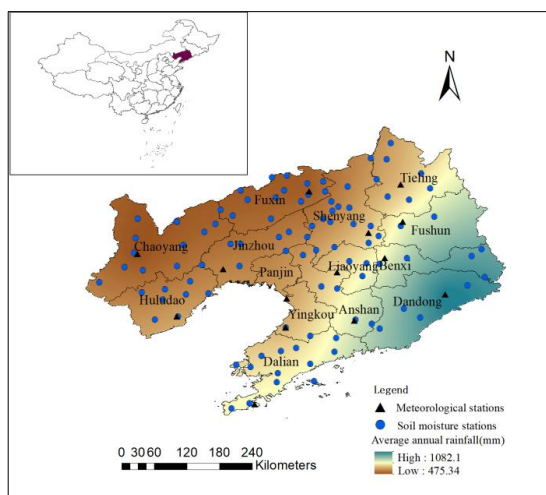 N
Tieling
Fuxin
Shenyang
Fushun
Chaoyang
Jinzhou
Panjin
Liaoyang
Benxi
Huludao
Dandong
Yingkou
Anshan
Dalian
Legend
Meteorological stations
Soil moisture stations
Average annual rainfall(mm)
High : 1082.1
Low : 475.34
0 30 60 120 180 240
Kilometers